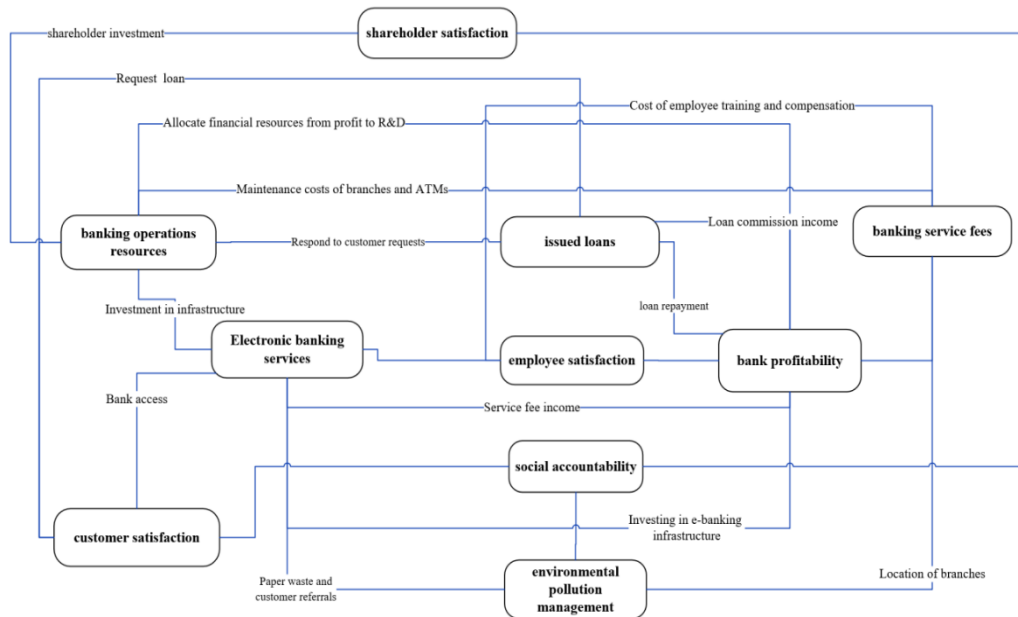 shareholder investment
shareholder satisfaction
Request loan
Cost of employee training and compensation
Allocate financial resources from profit to R&D
Maintenance costs of branches and ATMs
banking operations
resources
Respond to customer requests
issued loans
Loan commission income
banking service fees
Investment in infrastructure
loan repayment
Electronic banking
services
employee satisfaction
bank profitability
Bank access
Service fee income
social accountability
customer satisfaction
Investing in e-banking
infrastructure
Paper waste and
customer referrals
environmental
pollution
management
Location of branches